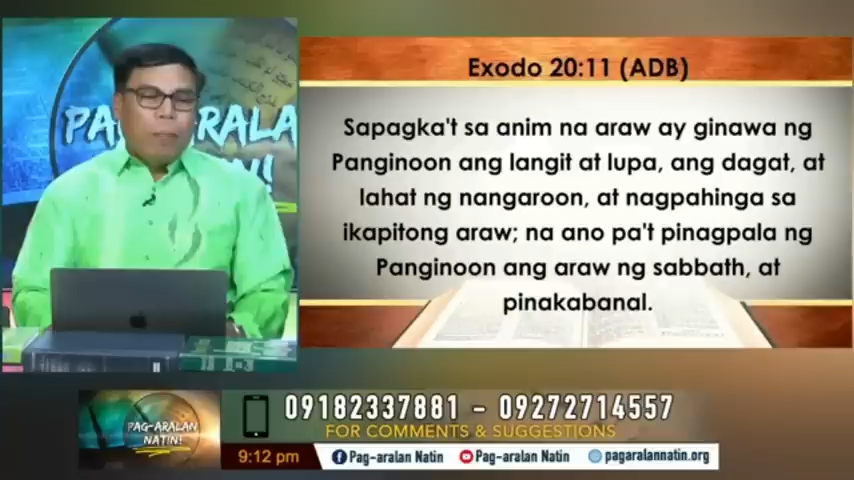 PAG-ARALAN
NATIN!
Exodo 20:11 (ADB)
Sapagka't sa anim na araw ay ginawa ng
Panginoon ang langit at lupa, ang dagat, at
lahat ng nangaroon, at nagpahinga sa
ikapitong araw; na ano pa't pinagpala ng
Panginoon ang araw ng sabbath, at
pinakabanal.
PAG-ARALAN
NATIN!
09182337881 - 09272714557
FOR COMMENTS & SUGGESTIONS
9:12 pm Pag-aralan Natin Pag-aralan Natin pagaralannatin.org